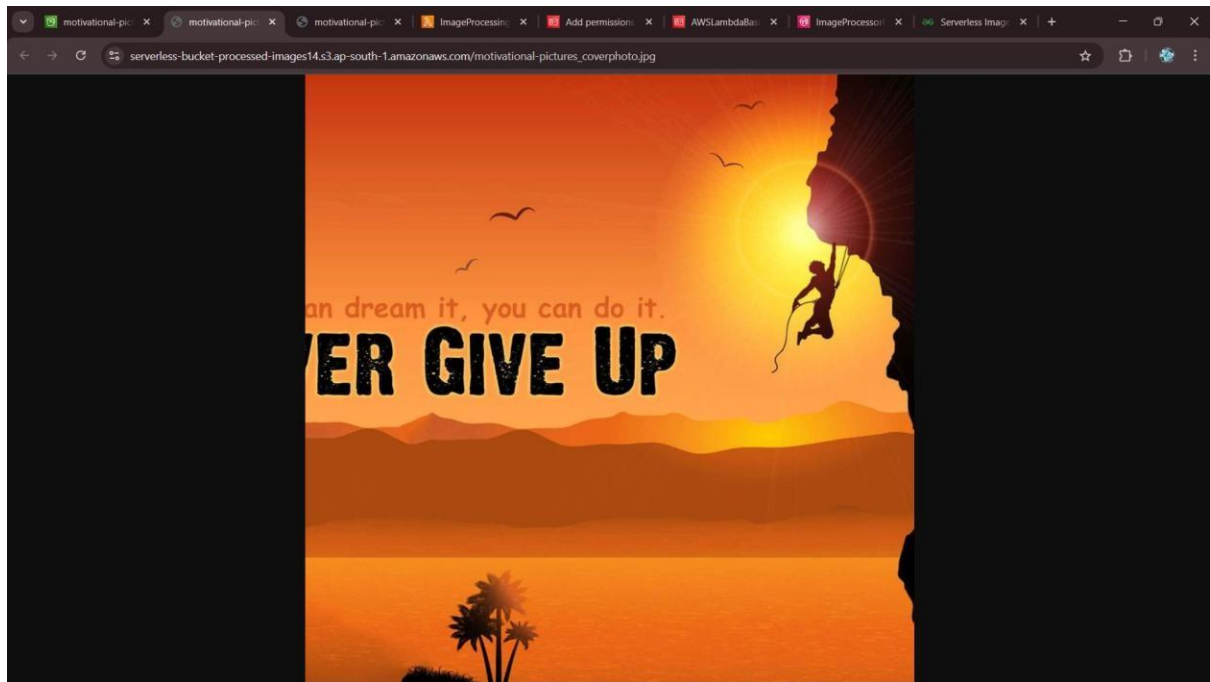 motivational-pic
motivational-pic
motivational-pic
ImageProcessing
Add permissions
AWSLambdaBas
ImageProcessorF
Serverless Image
serverless-bucket-processed-images14.s3.ap-south-1.amazonaws.com/motivational-pictures_coverphoto.jpg
an dream it, you can do it.
VER GIVE UP